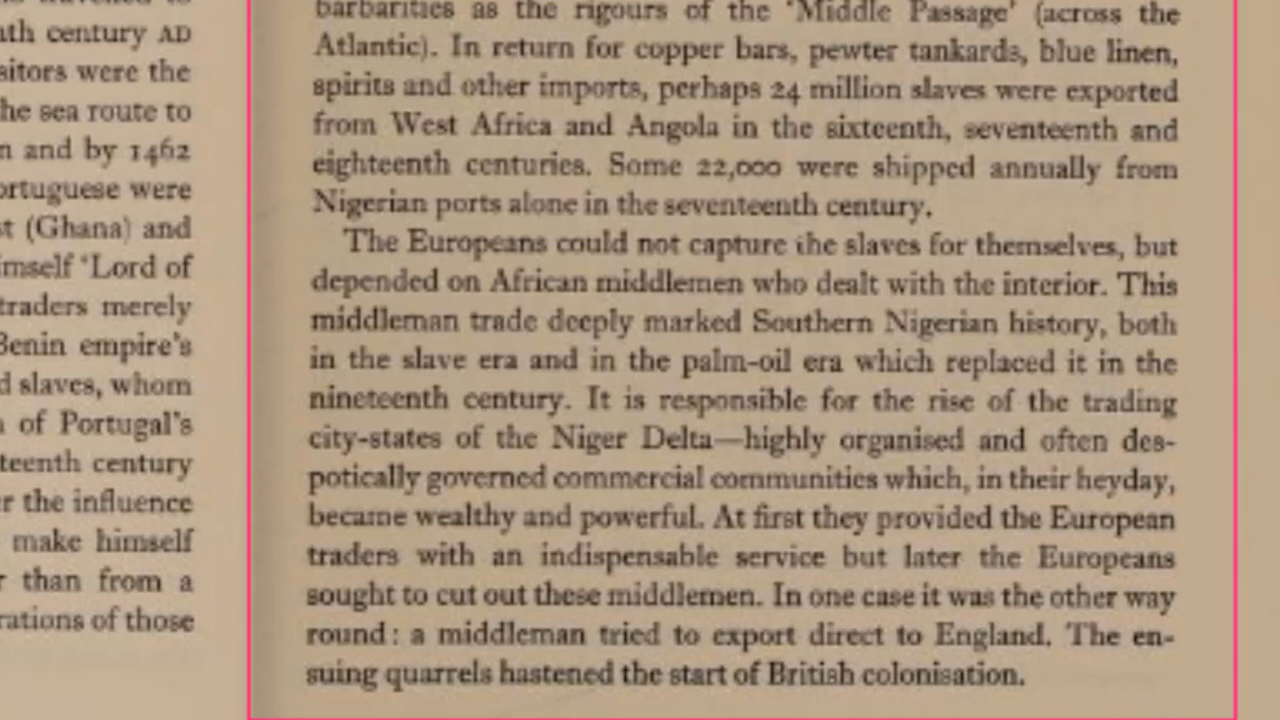 nth century AD
sitors were the
he sea route to
n and by 1462
ortuguese were
st (Ghana) and
imself ‘Lord of
traders merely
Benin empire's
d slaves, whom
n of Portugal's
teenth century
r the influence
make himself
r than from a
rations of those
barbarities as the rigours of the ‘Middle Passage’ (across the
Atlantic). In return for copper bars, pewter tankards, blue linen,
spirits and other imports, perhaps 24 million slaves were exported
from West Africa and Angola in the sixteenth, seventeenth and
eighteenth centuries. Some 22,000 were shipped annually from
Nigerian ports alone in the seventeenth century.
The Europeans could not capture the slaves for themselves, but
depended on African middlemen who dealt with the interior. This
middleman trade deeply marked Southern Nigerian history, both
in the slave era and in the palm-oil era which replaced it in the
nineteenth century. It is responsible for the rise of the trading
city-states of the Niger Delta—highly organised and often des-
potically governed commercial communities which, in their heyday,
became wealthy and powerful. At first they provided the European
traders with an indispensable service but later the Europeans
sought to cut out these middlemen. In one case it was the other way
round: a middleman tried to export direct to England. The en-
suing quarrels hastened the start of British colonisation.